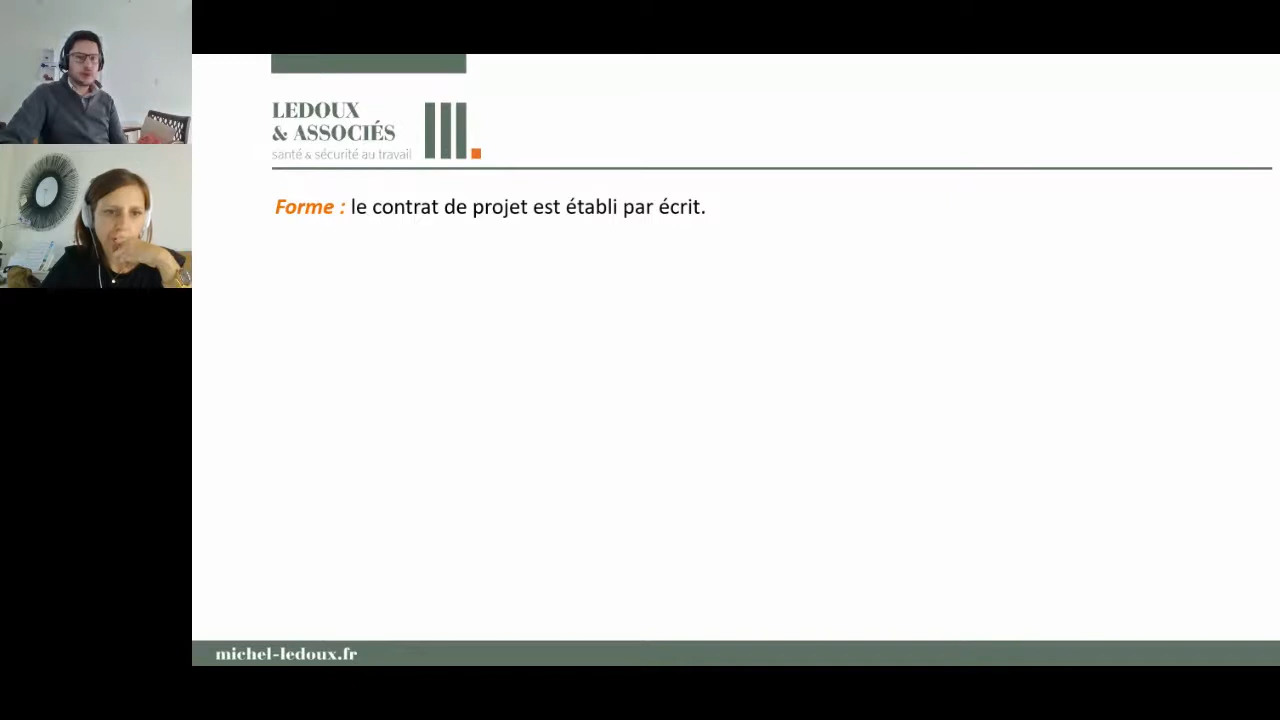 LEDOUX
& ASSOCIÉS
santé & sécurité au travail
Forme : le contrat de projet est établi par écrit.
michel-ledoux.fr